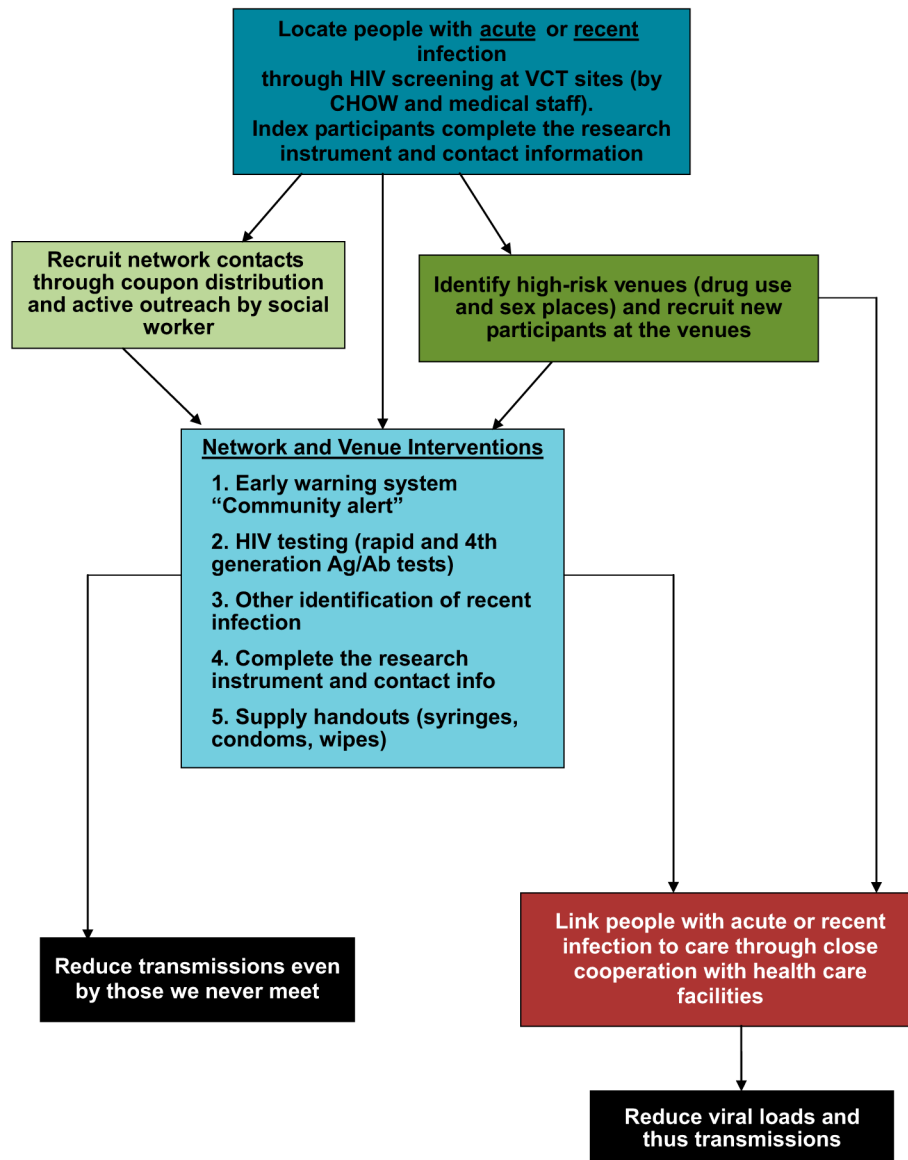 Locate people with acute or recent
infection
through HIV screening at VCT sites (by
CHOW and medical staff).
Index participants complete the research
instrument and contact information
Recruit network contacts
through coupon distribution
and active outreach by social
worker
Identify high-risk venues (drug use
and sex places) and recruit new
participants at the venues
Network and Venue Interventions
1. Early warning system
“Community alert”
2. HIV testing (rapid and 4th
generation Ag/Ab tests)
3. Other identification of recent
infection
4. Complete the research
instrument and contact info
5. Supply handouts (syringes,
condoms, wipes)
Reduce transmissions even
by those we never meet
Link people with acute or recent
infection to care through close
cooperation with health care
facilities
Reduce viral loads and
thus transmissions